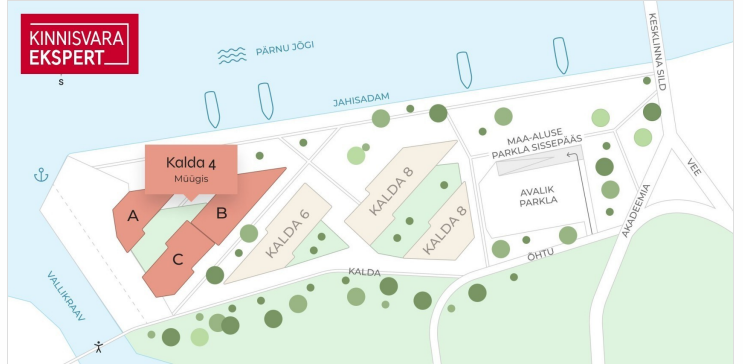 KINNISVARA
EKSPERT
S
PÄRNU JÕGI
JAHISADAM
KESKLINNA SILD
MAA-ALUSE
PARKLA SISSEPÄÄS
VEE
Kalda 4
Müügis
A
B
C
KALDA 6
KALDA 8
KALDA 8
AVALIK
PARKLA
AKADEEMIA
ÕHTU
KALDA
VALLIKRAAV